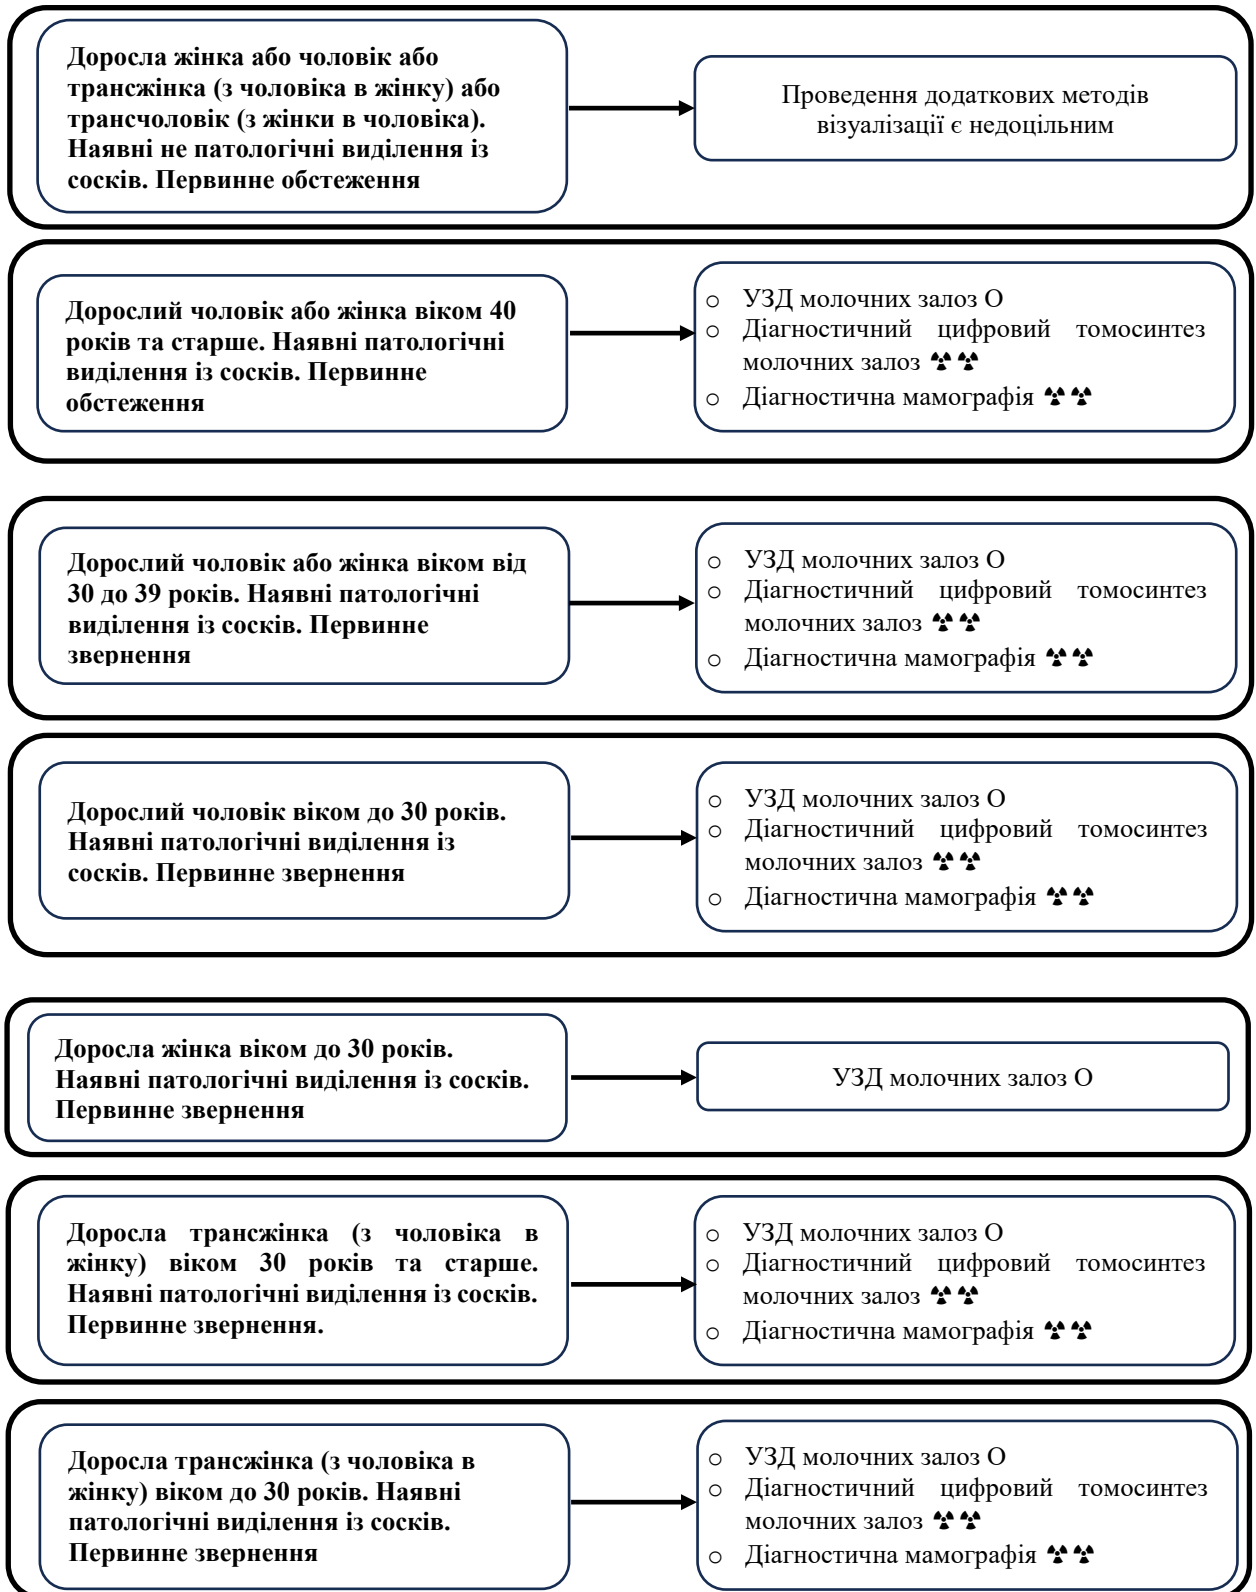 Доросла жінка або чоловік або
трансжінка (з чоловіка в жінку) або
трансчоловік (з жінки в чоловіка).
Наявні не патологічні виділення із
сосків. Первинне обстеження
Проведення додаткових методів
візуалізації є недоцільним
Дорослий чоловік або жінка віком 40
років та старше. Наявні патологічні
виділення із сосків. Первинне
обстеження
o УЗД молочних залоз О
o Діагностичний цифровий томосинтез
молочних залоз ☢☢
o Діагностична мамографія ☢☢
Дорослий чоловік або жінка віком від
30 до 39 років. Наявні патологічні
виділення із сосків. Первинне
звернення
o УЗД молочних залоз О
o Діагностичний цифровий томосинтез
молочних залоз ☢☢
o Діагностична мамографія ☢☢
Дорослий чоловік віком до 30 років.
Наявні патологічні виділення із
сосків. Первинне звернення
o УЗД молочних залоз О
o Діагностичний цифровий томосинтез
молочних залоз ☢☢
o Діагностична мамографія ☢☢
Доросла жінка віком до 30 років.
Наявні патологічні виділення із сосків.
Первинне звернення
УЗД молочних залоз О
Доросла трансжінка (з чоловіка в
жінку) віком 30 років та старше.
Наявні патологічні виділення із сосків.
Первинне звернення.
o УЗД молочних залоз О
o Діагностичний цифровий томосинтез
молочних залоз ☢☢
o Діагностична мамографія ☢☢
Доросла трансжінка (з чоловіка в
жінку) віком до 30 років. Наявні
патологічні виділення із сосків.
Первинне звернення
o УЗД молочних залоз О
o Діагностичний цифровий томосинтез
молочних залоз ☢☢
o Діагностична мамографія ☢☢